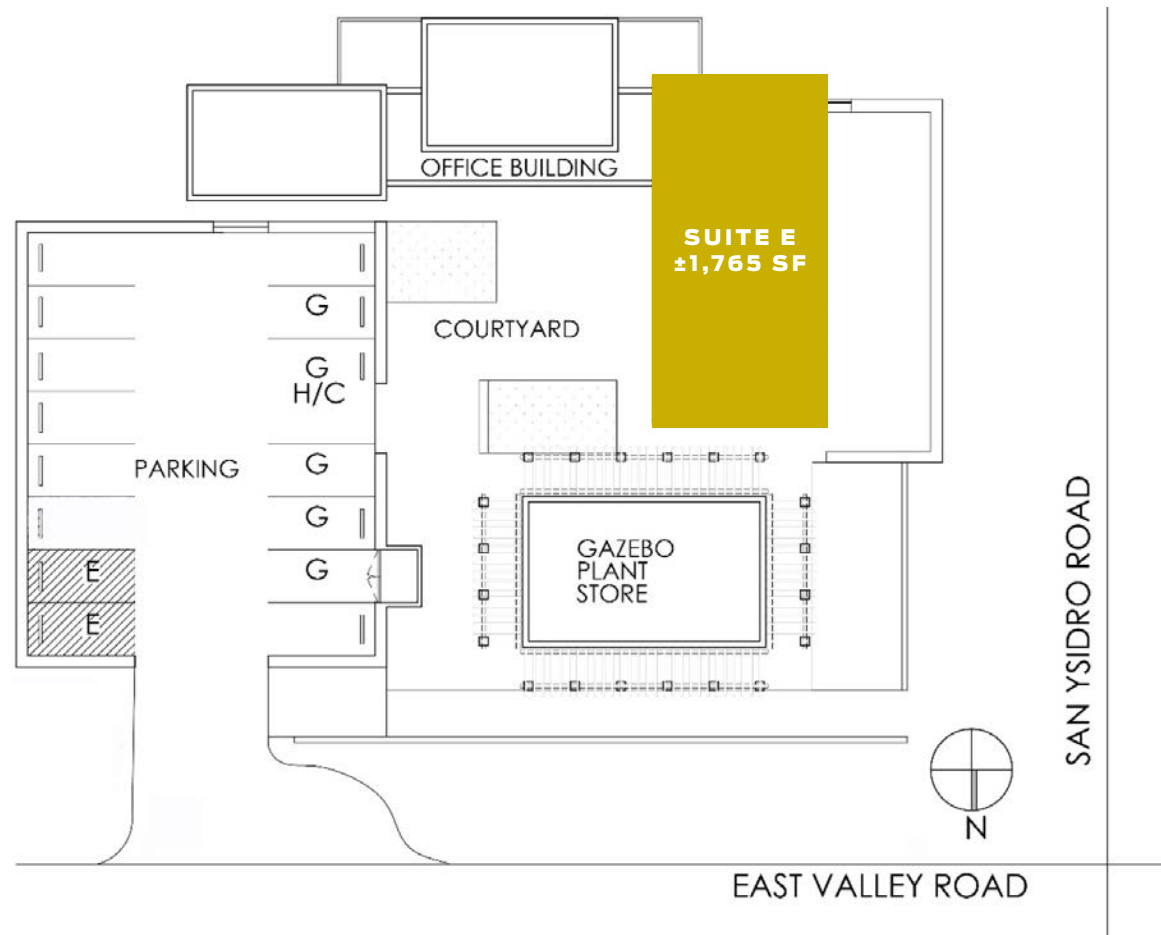 OFFICE BUILDING
SUITE E
±1,765 SF
G
COURTYARD
G
H/C
PARKING
G
G
G
E
E
GAZEBO
PLANT
STORE
SAN YSIDRO ROAD
N
EAST VALLEY ROAD